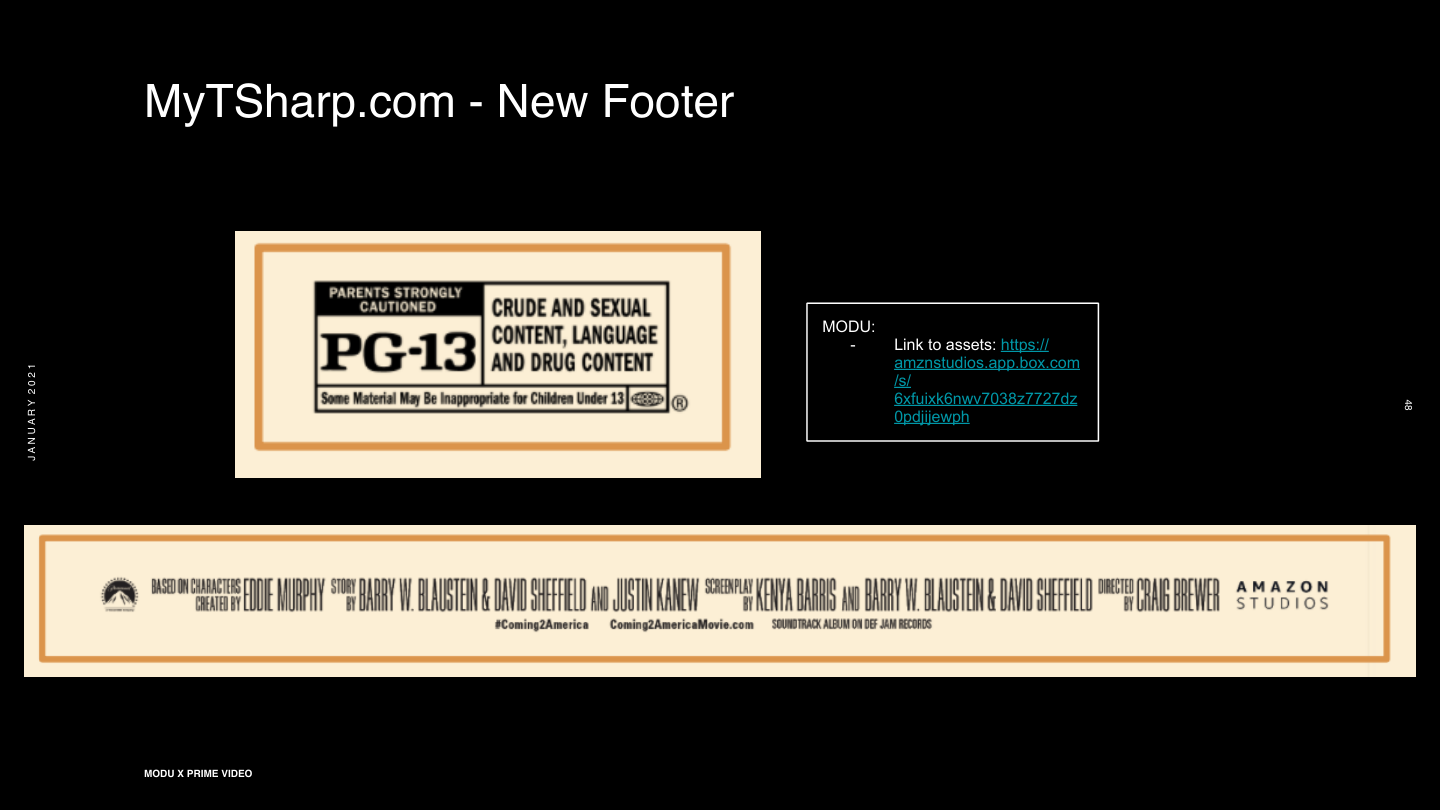 MyTSharp.com - New Footer
PARENTS STRONGLY
CAUTIONED
PG-13
CRUDE AND SEXUAL
CONTENT, LANGUAGE
AND DRUG CONTENT
Some Material May Be Inappropriate for Children Under 13
®
MODU:
- Link to assets: https://
amznstudios.app.box.com
/s/
6xfuixk6nwv7038z7727dz
0pdjijewph
JANUARY 2021
48
BASED ON CHARACTERS CREATED BY EDDIE MURPHY STORY BY BARRY W. BLAUSTEIN & DAVID SHEFFIELD AND JUSTIN KANEW SCREENPLAY BY KENYA BARRIS AND BARRY W. BLAUSTEIN & DAVID SHEFFIELD DIRECTED BY CRAIG BREWER
AMAZON
STUDIOS
#Coming2America Coming2AmericaMovie.com SOUNDTRACK ALBUM ON DEF JAM RECORDS
MODU X PRIME VIDEO